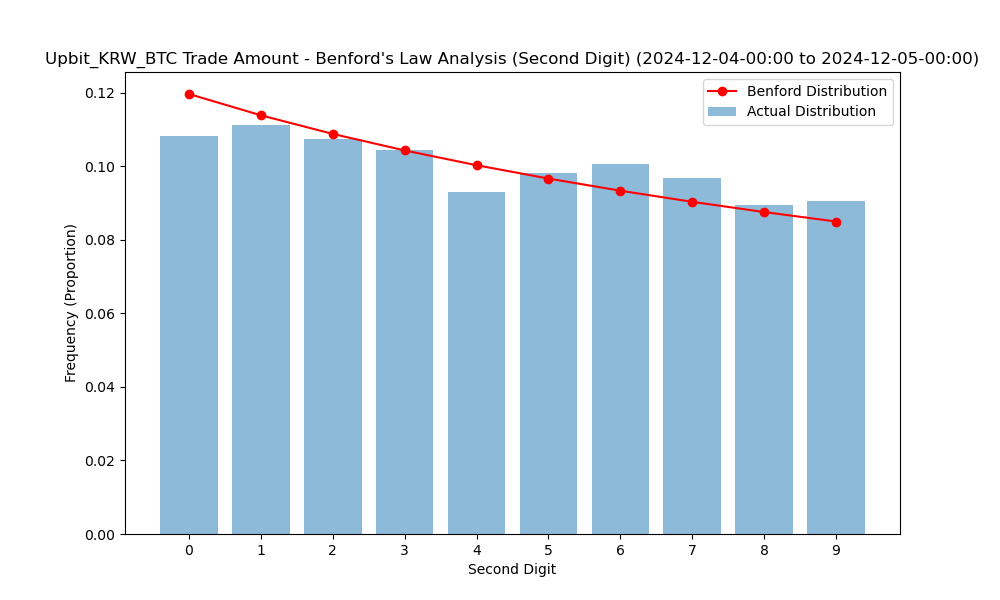 Upbit_KRW_BTC Trade Amount - Benford's Law Analysis (Second Digit) (2024-12-04-00:00 to 2024-12-05-00:00)
Benford Distribution
Actual Distribution
0.12
0.10
0.08
0.06
0.04
0.02
0.00
Frequency (Proportion)
0 1 2 3 4 5 6 7 8 9
Second Digit